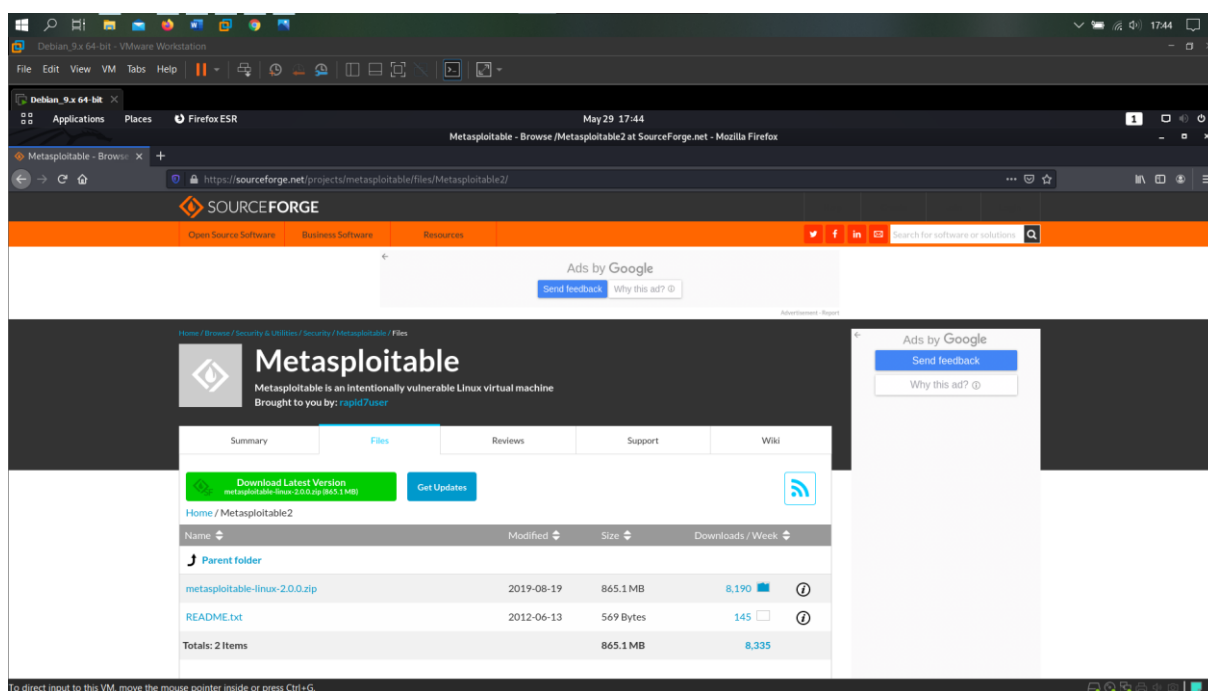 17:44
Debian_9.x 64-bit - VMware Workstation
File Edit View VM Tabs Help
Debian_9.x 64-bit
Applications Places Firefox ESR May 29 17:44 1
Metasploitable - Browse /Metasploitable2 at SourceForge.net - Mozilla Firefox
Metasploitable - Browse
https://sourceforge.net/projects/metasploitable/files/Metasploitable2/
SOURCEFORGE
Open Source Software Business Software Resources Search for software or solutions
Ads by Google
Send feedback Why this ad?
Advertisement - Report
Home / Browse / Security & Utilities / Security / Metasploitable / Files
Metasploitable
Metasploitable is an intentionally vulnerable Linux virtual machine
Brought to you by: rapid7user
Ads by Google
Send feedback
Why this ad?
Summary Files Reviews Support Wiki
Download Latest Version
metasploitable-linux-2.0.0.zip (865.1 MB)
Get Updates
Home / Metasploitable2
Name Modified Size Downloads / Week
Parent folder
metasploitable-linux-2.0.0.zip 2019-08-19 865.1 MB 8,190
README.txt 2012-06-13 569 Bytes 145
Totals: 2 Items 865.1 MB 8,335
To direct input to this VM, move the mouse pointer inside or press Ctrl+G.